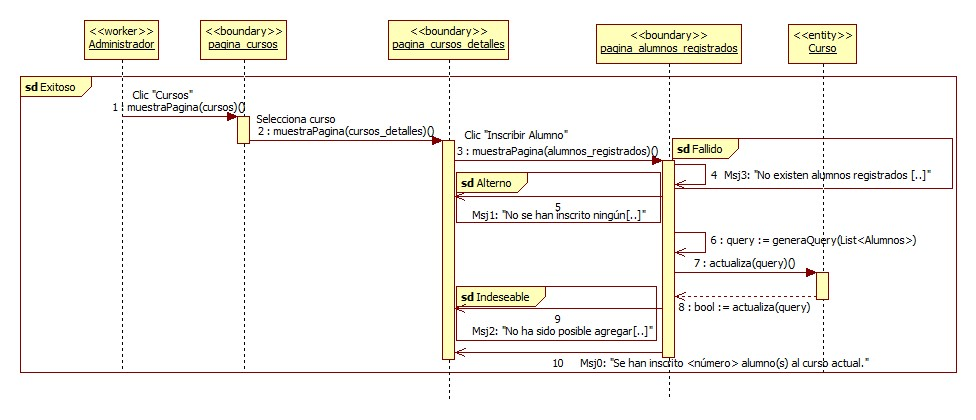 <<worker>>
Administrador
<<boundary>>
pagina_cursos
<<boundary>>
pagina_cursos_detalles
<<boundary>>
pagina_alumnos_registrados
<<entity>>
Curso
sd Exitoso
Clic "Cursos"
1 : muestraPagina(cursos)()
Selecciona curso
2 : muestraPagina(cursos_detalles)()
Clic "Inscribir Alumno"
3 : muestraPagina(alumnos_registrados)()
sd Fallido
4 Msj3: "No existen alumnos registrados [..]"
sd Alterno
5
Msj1: "No se han inscrito ningún[..]"
6 : query := generaQuery(List<Alumnos>)
7 : actualiza(query)()
8 : bool := actualiza(query)
sd Indeseable
9
Msj2: "No ha sido posible agregar[..]"
10 Msj0: "Se han inscrito <número> alumno(s) al curso actual."